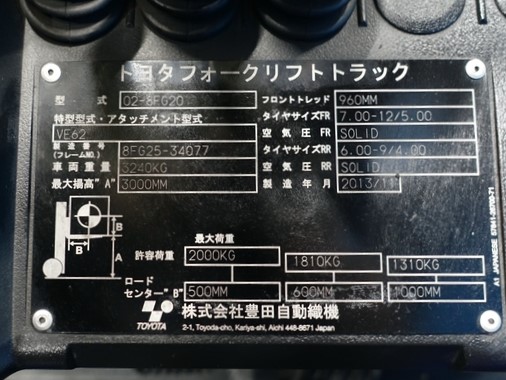 トヨタフォークリフトトラック
型 式 02-8FG20 フロントトレッド 960MM
特型型式・アタッチメント型式 タイヤサイズFR 7.00-12/5.00
VE62 空 気 圧 FR SOLID
製造番号 (フレームNO.) 8FG25-34077 タイヤサイズRR 6.00-9/4.00
車両重量 3240KG 空 気 圧 RR SOLID
最大揚高"A" 3000MM 製 造 年 月 2013/11
最大荷重
許容荷重 2000KG 1810KG 1310KG
B
B A
ロード
センター"B" 500MM 600MM 1000MM
TOYOTA 株式会社豊田自動織機
2-1, Toyoda-cho, Kariya-shi, Aichi 448-8671 Japan
A1 JAPANESE